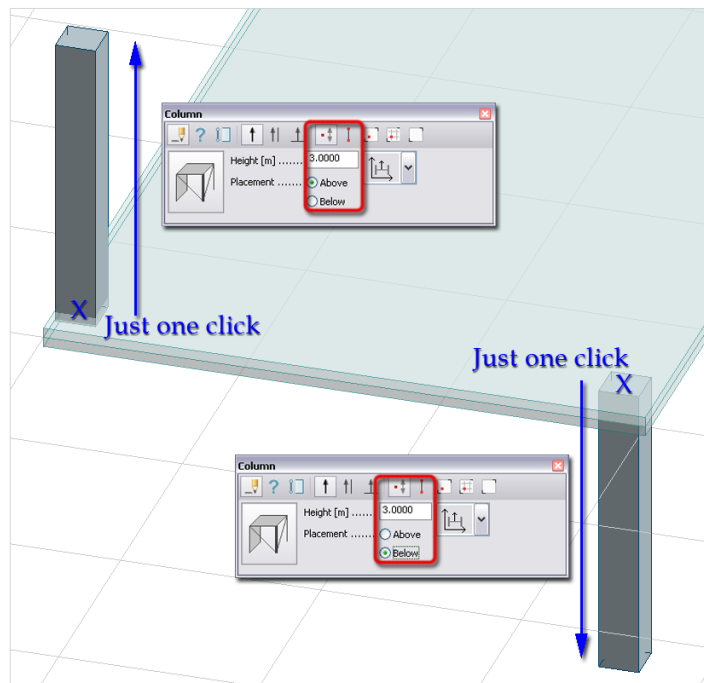 Column
Height [m] ...... 3.0000
Placement ....... Above
Below
X
Just one click
Just one click
X
Column
Height [m] ...... 3.0000
Placement ....... Above
Below